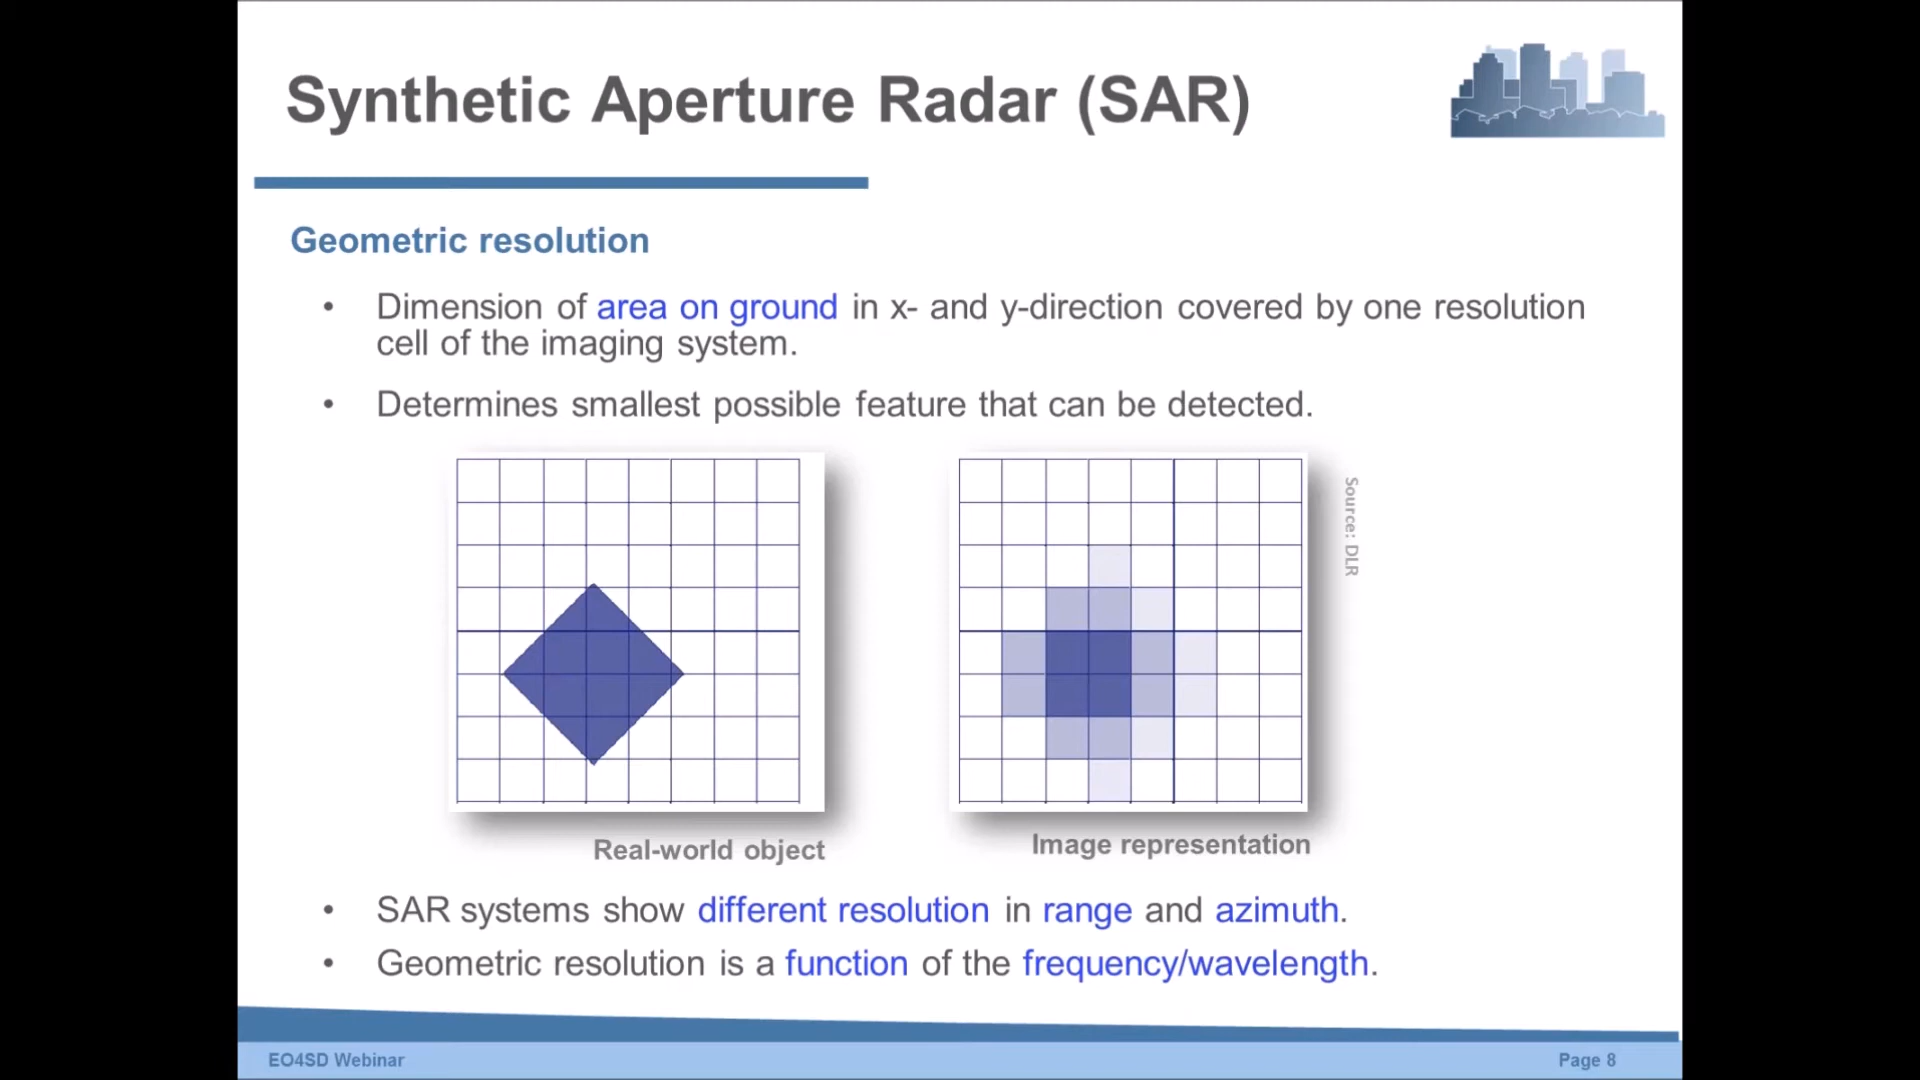 Synthetic Aperture Radar (SAR)
Geometric resolution
• Dimension of area on ground in x- and y-direction covered by one resolution
cell of the imaging system.
• Determines smallest possible feature that can be detected.
Source: DLR
Real-world object
Image representation
• SAR systems show different resolution in range and azimuth.
• Geometric resolution is a function of the frequency/wavelength.
EO4SD Webinar
Page 8